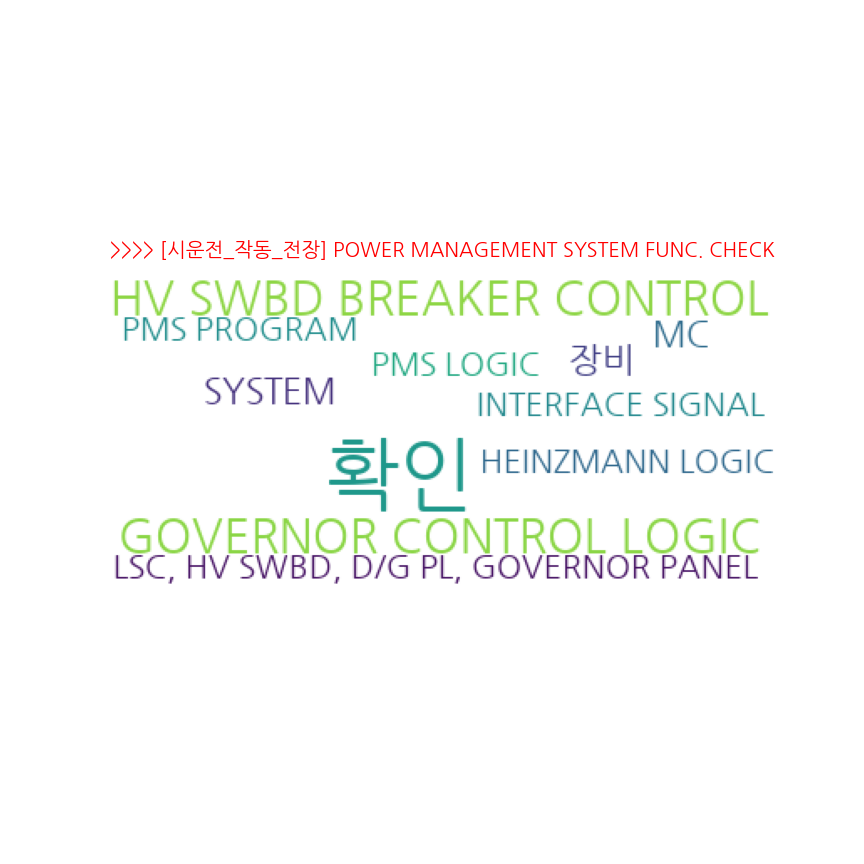 >>>> [시운전_작동_전장] POWER MANAGEMENT SYSTEM FUNC. CHECK
HV SWBD BREAKER CONTROL
PMS PROGRAM
MC
PMS LOGIC
장비
SYSTEM
INTERFACE SIGNAL
확인
HEINZMANN LOGIC
GOVERNOR CONTROL LOGIC
LSC, HV SWBD, D/G PL, GOVERNOR PANEL